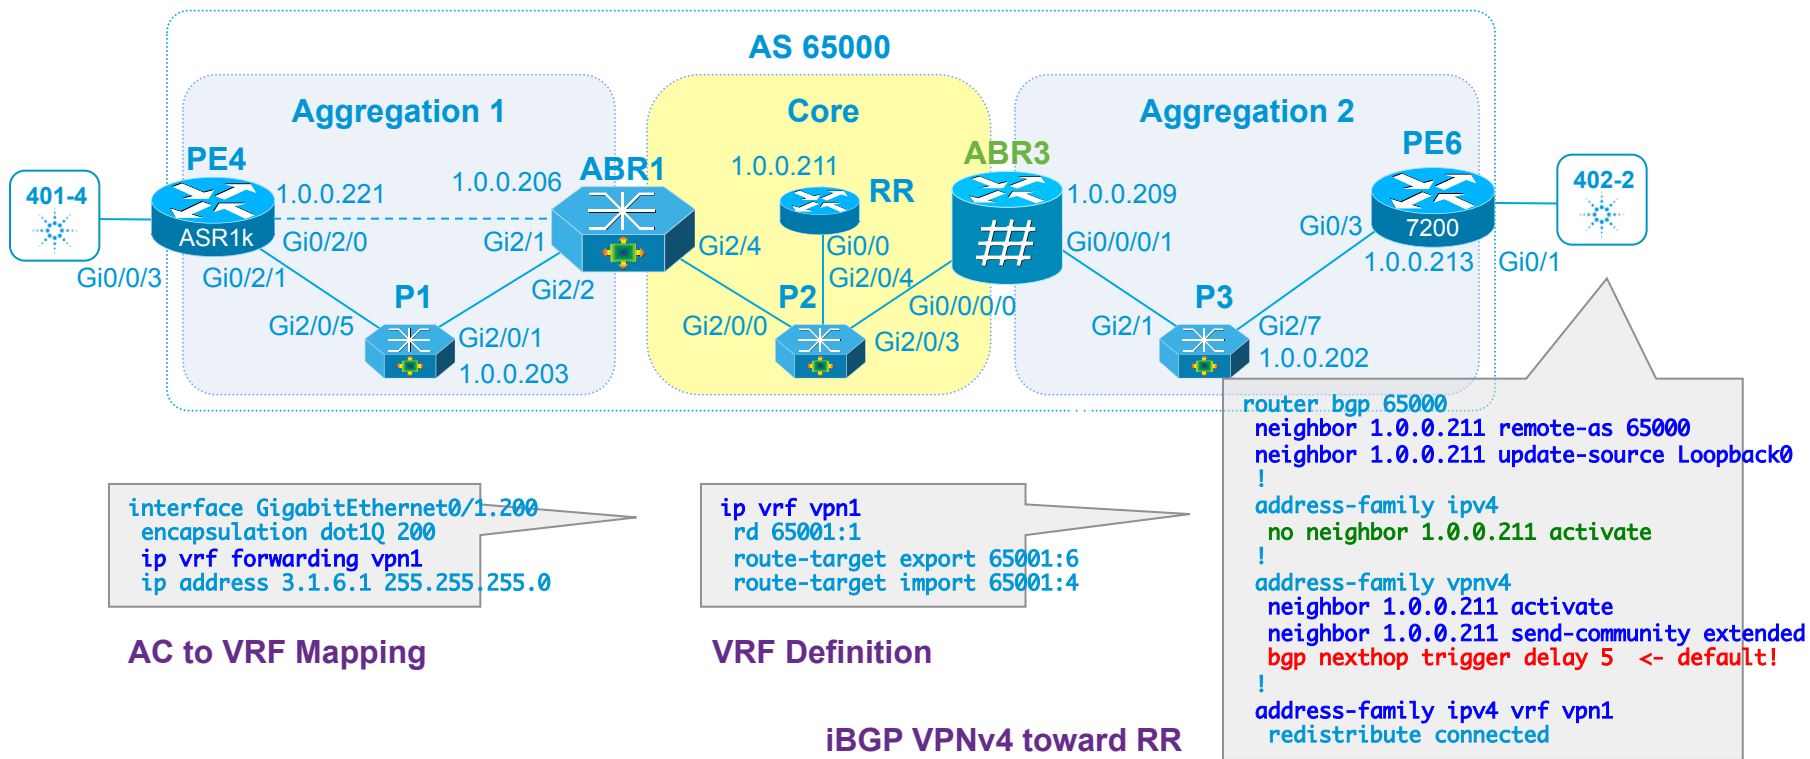 AS 65000
Aggregation 1
Core
Aggregation 2
PE4
ABR1
1.0.0.211
RR
ABR3
PE6
401-4
1.0.0.221
1.0.0.206
1.0.0.209
402-2
ASR1k
Gi0/2/0
Gi2/1
Gi2/4
Gi0/0
Gi0/0/0/1
Gi0/3
7200
Gi0/0/3
Gi0/2/1
Gi2/2
Gi2/0/4
1.0.0.213
Gi0/1
P1
P2
Gi0/0/0/0
P3
Gi2/0/5
Gi2/0/1
Gi2/0/0
Gi2/0/3
Gi2/1
Gi2/7
1.0.0.203
1.0.0.202
interface GigabitEthernet0/1.200
encapsulation dot1Q 200
ip vrf forwarding vpn1
ip address 3.1.6.1 255.255.255.0
AC to VRF Mapping
ip vrf vpn1
rd 65001:1
route-target export 65001:6
route-target import 65001:4
VRF Definition
router bgp 65000
neighbor 1.0.0.211 remote-as 65000
neighbor 1.0.0.211 update-source Loopback0
!
address-family ipv4
no neighbor 1.0.0.211 activate
!
address-family vpnv4
neighbor 1.0.0.211 activate
neighbor 1.0.0.211 send-community extended
bgp nexthop trigger delay 5 <- default!
!
address-family ipv4 vrf vpn1
redistribute connected
iBGP VPNv4 toward RR